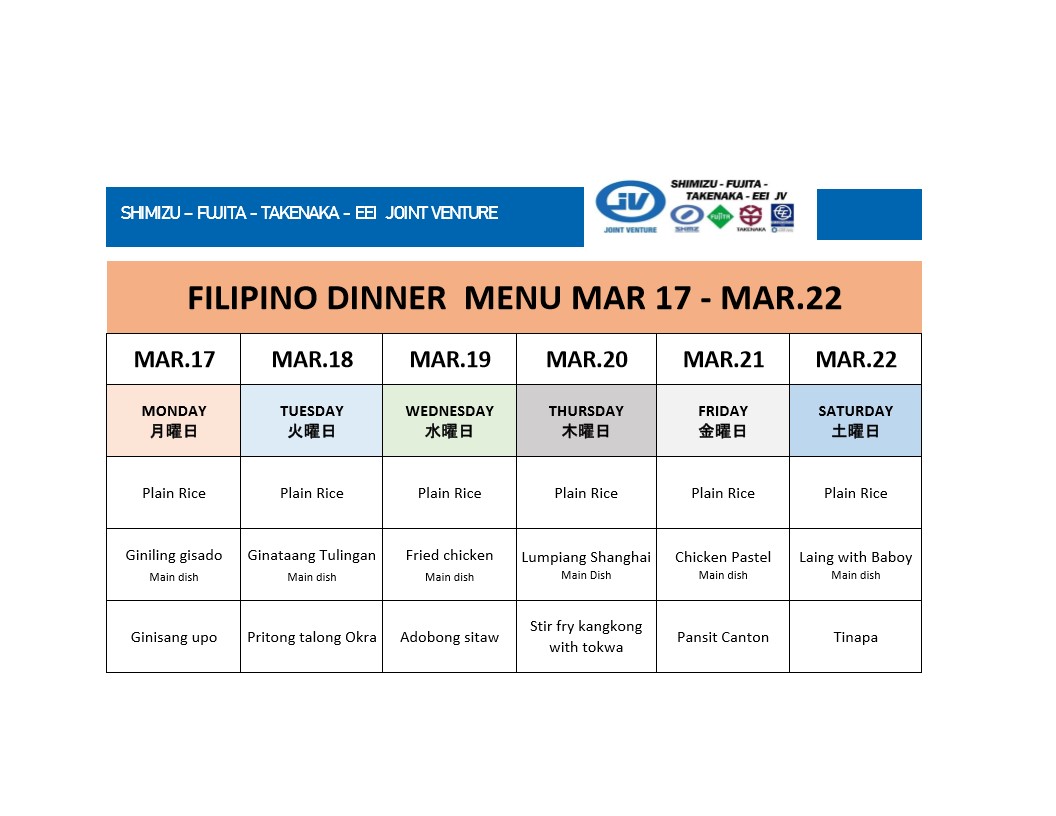 SHIMIZU – FUJITA - TAKENAKA - EEI JOINT VENTURE
JV
JOINT VENTURE
SHIMIZU - FUJITA -
TAKENAKA - EEI JV
SHIMZ
FUJITA
TAKENAKA
FILIPINO DINNER MENU MAR 17 - MAR.22
MAR.17 MAR.18 MAR.19 MAR.20 MAR.21 MAR.22
MONDAY TUESDAY WEDNESDAY THURSDAY FRIDAY SATURDAY
月曜日 火曜日 水曜日 木曜日 金曜日 土曜日
Plain Rice Plain Rice Plain Rice Plain Rice Plain Rice Plain Rice
Giniling gisado Ginataang Tulingan Fried chicken Lumpiang Shanghai Chicken Pastel Laing with Baboy
Main dish Main dish Main dish Main Dish Main dish Main dish
Ginisang upo Pritong talong Okra Adobong sitaw Stir fry kangkong with tokwa Pansit Canton Tinapa